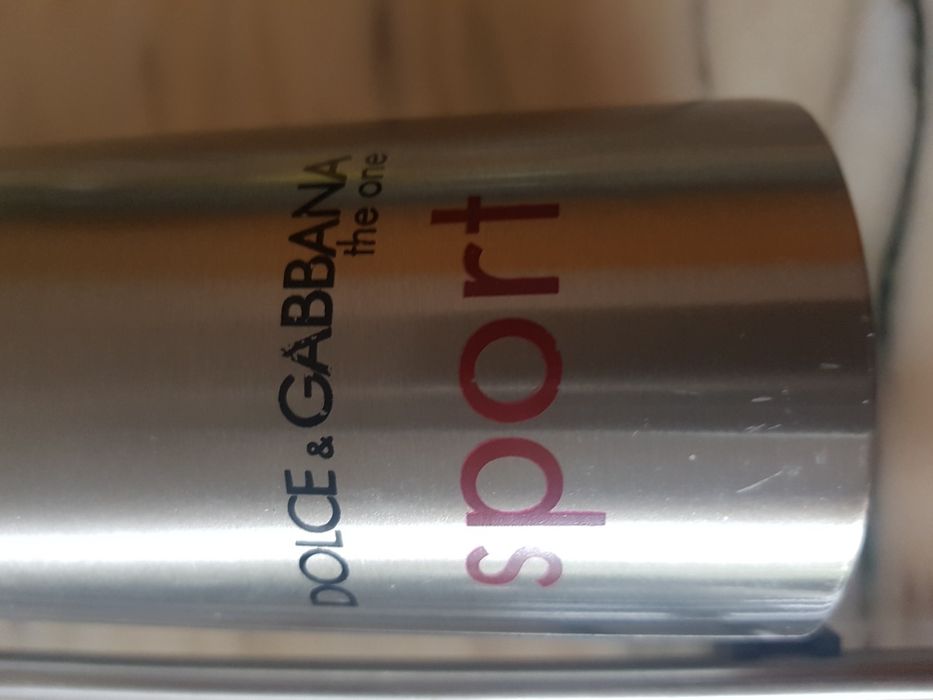 DOLCE & GABBANA
the one
sport